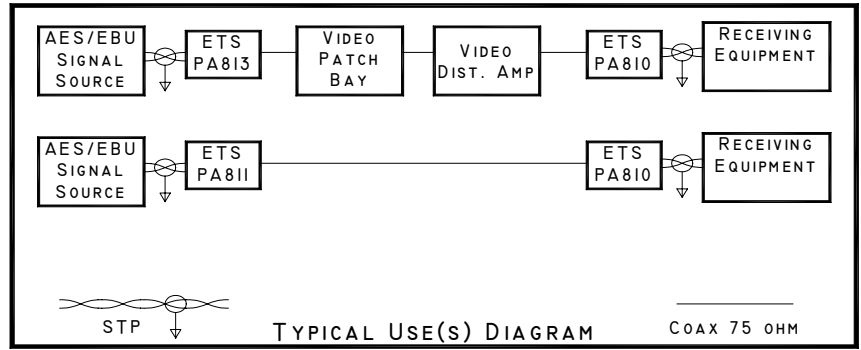 AES/EBU
SIGNAL
SOURCE
ETS
PA813
VIDEO
PATCH
BAY
VIDEO
DIST. AMP
ETS
PA810
RECEIVING
EQUIPMENT
AES/EBU
SIGNAL
SOURCE
ETS
PA811
ETS
PA810
RECEIVING
EQUIPMENT
STP
TYPICAL USE(S) DIAGRAM
COAX 75 OHM